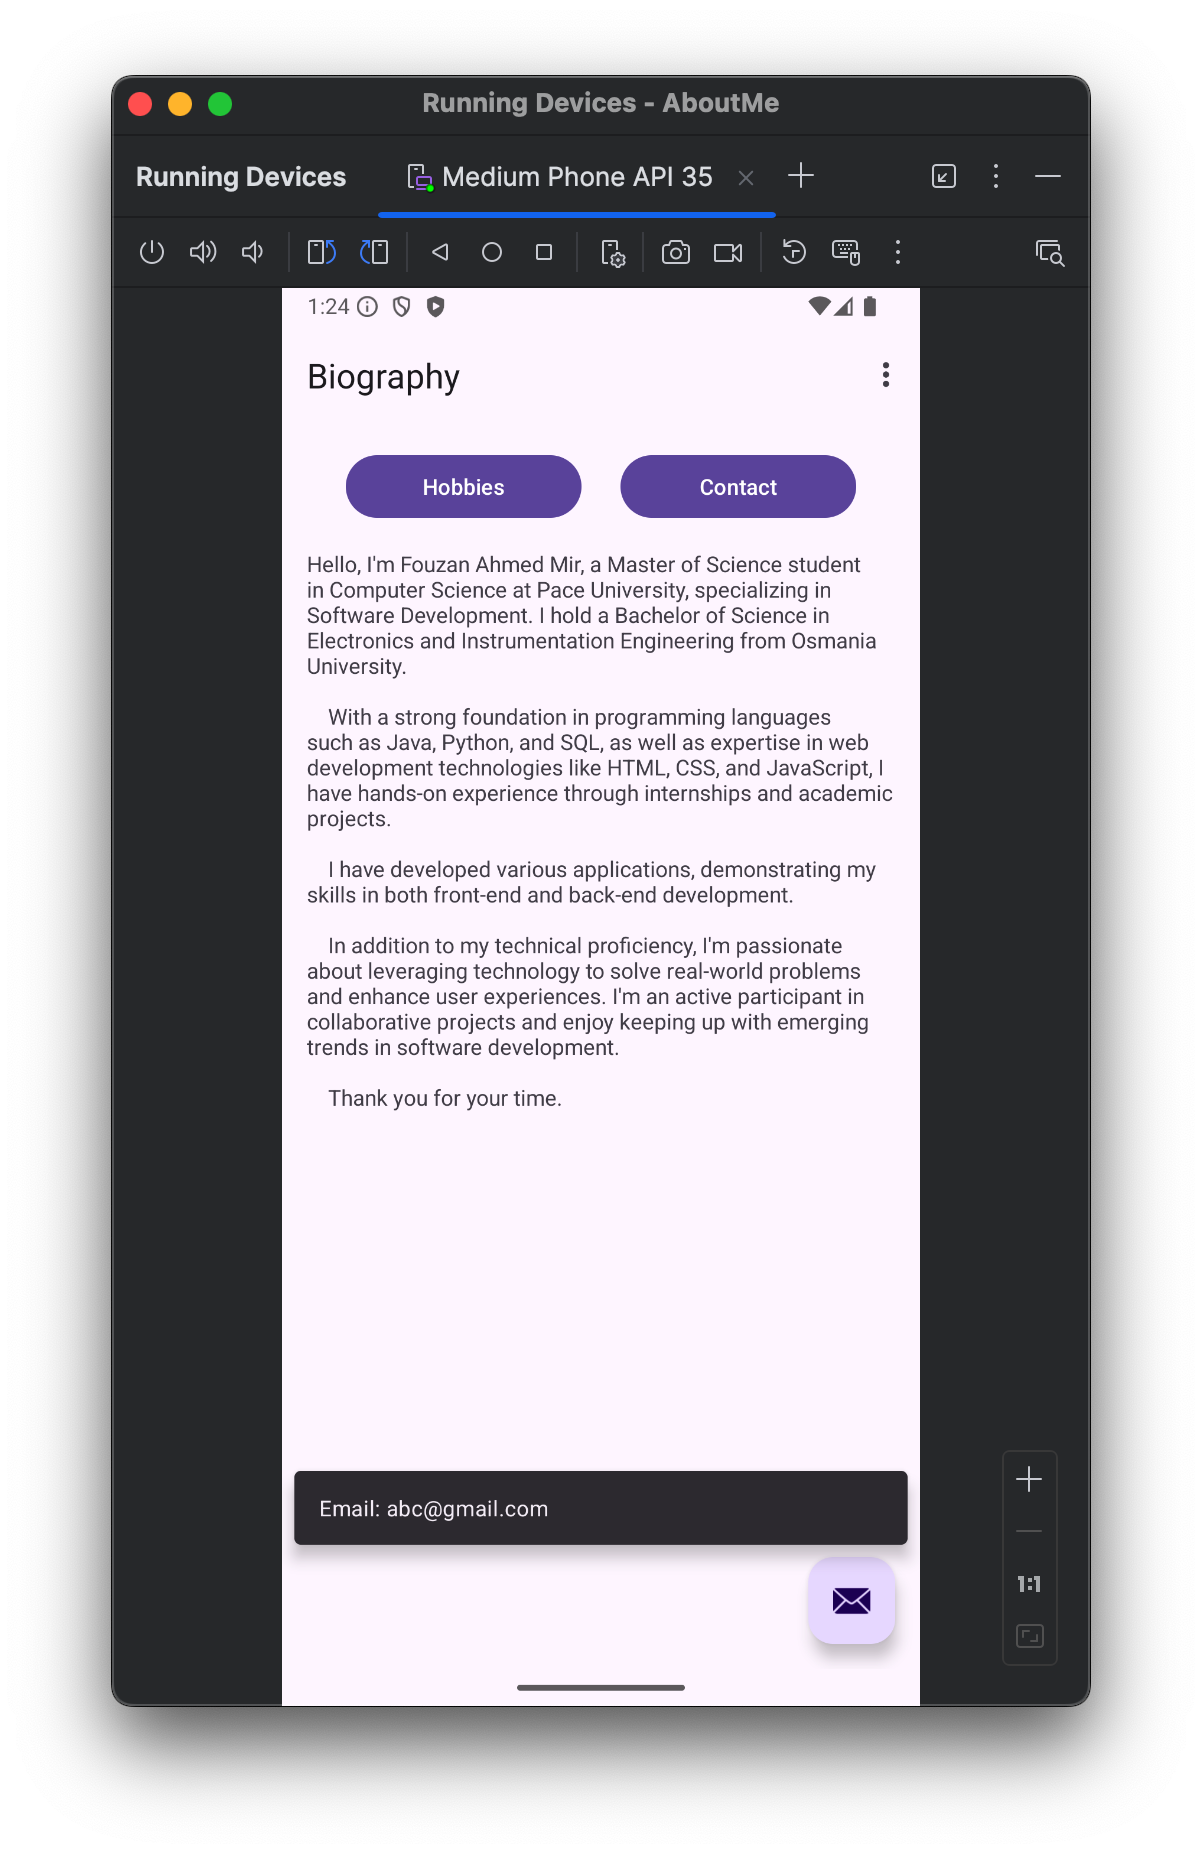 Running Devices - AboutMe
Running Devices
Medium Phone API 35
1:24
Biography
Hobbies
Contact
Hello, I'm Fouzan Ahmed Mir, a Master of Science student
in Computer Science at Pace University, specializing in
Software Development. I hold a Bachelor of Science in
Electronics and Instrumentation Engineering from Osmania
University.
With a strong foundation in programming languages
such as Java, Python, and SQL, as well as expertise in web
development technologies like HTML, CSS, and JavaScript, I
have hands-on experience through internships and academic
projects.
I have developed various applications, demonstrating my
skills in both front-end and back-end development.
In addition to my technical proficiency, I'm passionate
about leveraging technology to solve real-world problems
and enhance user experiences. I'm an active participant in
collaborative projects and enjoy keeping up with emerging
trends in software development.
Thank you for your time.
Email: abc@gmail.com
1:1